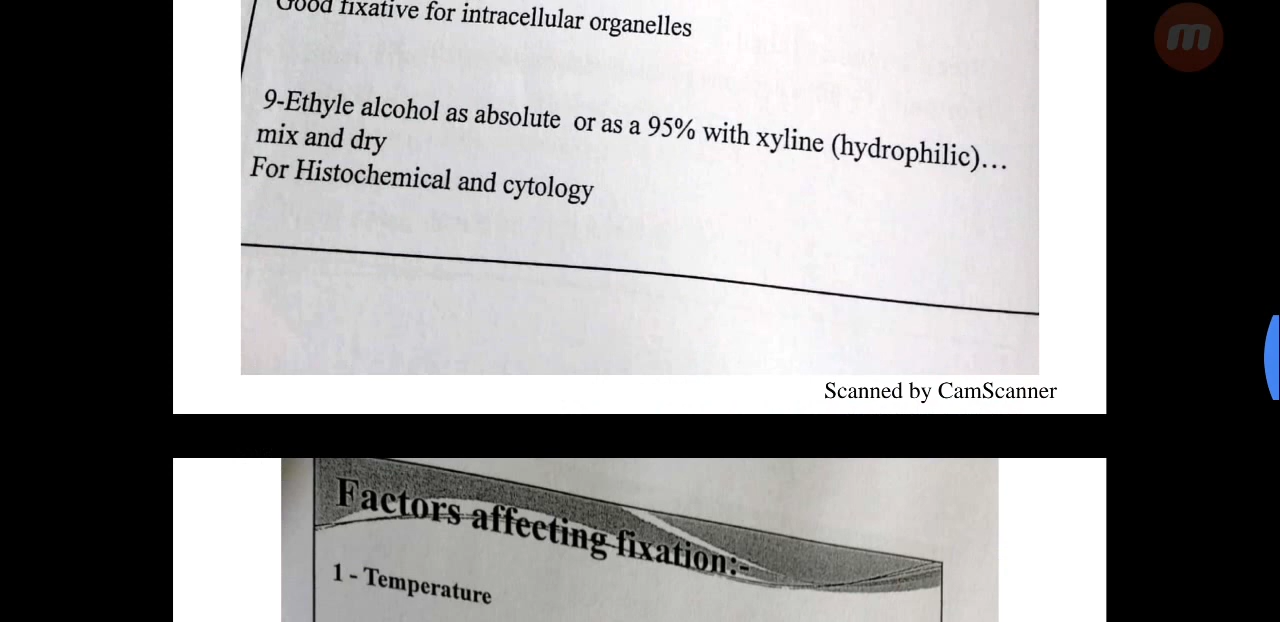 Good fixative for intracellular organelles
9-Ethyle alcohol as absolute or as a 95% with xyline (hydrophilic)...
mix and dry
For Histochemical and cytology
Scanned by CamScanner
Factors affecting fixation:-
1 - Temperature